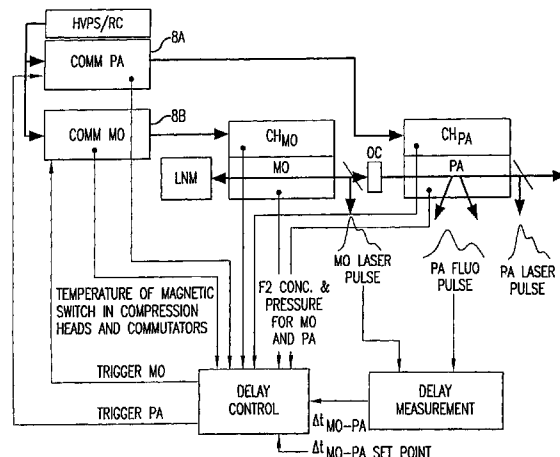 HVPS/RC
8A
COMM PA
8B
COMM MO
CH MO
MO
LNM
OC
CH PA
PA
MO LASER
PULSE
PA FLUO
PULSE
PA LASER
PULSE
TEMPERATURE OF MAGNETIC
SWITCH IN COMPRESSION
HEADS AND COMMUTATORS
F2 CONC. &
PRESSURE
FOR MO
AND PA
TRIGGER MO
TRIGGER PA
DELAY
CONTROL
Δt MO-PA
DELAY
MEASUREMENT
Δt MO-PA SET POINT